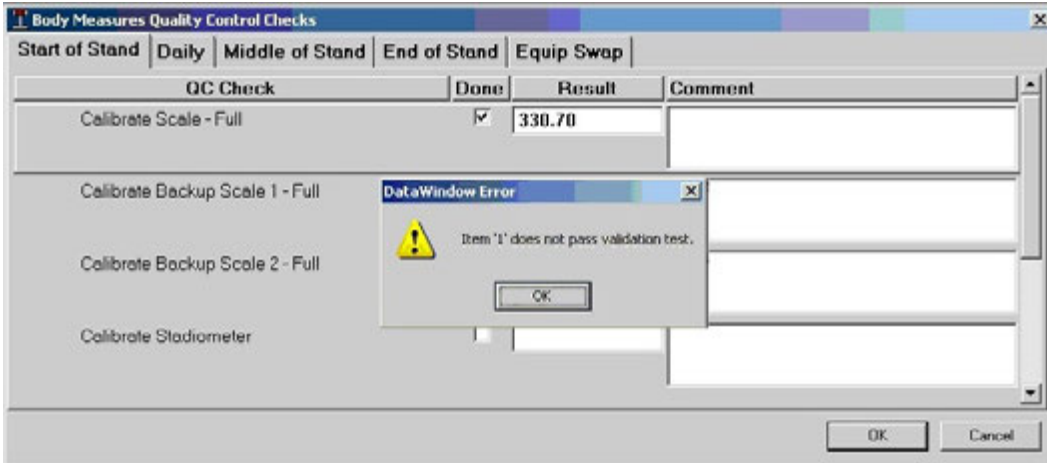 Body Measures Quality Control Checks
Start of Stand Daily Middle of Stand End of Stand Equip Swap
QC Check Done Result Comment
Calibrate Scale - Full 330.70
Calibrate Backup Scale 1 - Full
DataWindow Error
Item '1' does not pass validation test.
Calibrate Backup Scale 2 - Full
OK
Calibrate Stadiometer
OK Cancel